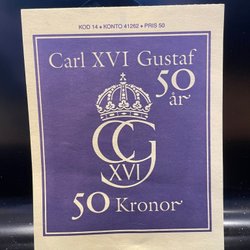 KOD 14 • KONTO 41262 • PRIS 50
Carl XVI Gustaf
50
år
CG
XVI
50 Kronor